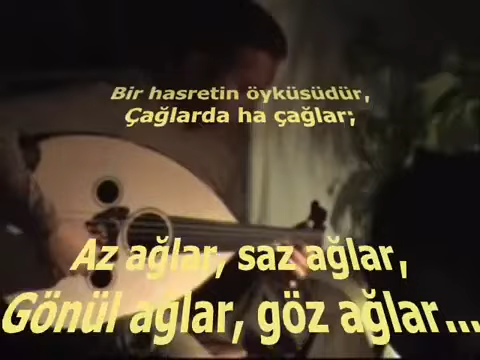 Bir hasretin öyküsüdür,
Çağlarda ha çağlar;
Az ağlar, saz ağlar,
Gönül ağlar, göz ağlar...